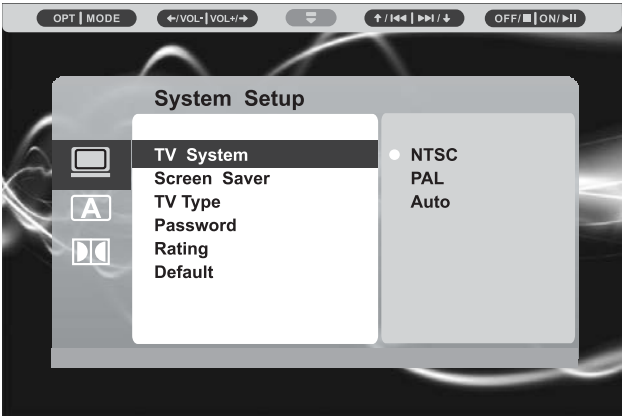 OPT | MODE
←/VOL- | VOL+/→
↑/I◀◀ | ▶▶I/↓
OFF/■ | ON/▶II
System Setup
TV System
Screen Saver
TV Type
Password
Rating
Default
NTSC
PAL
Auto
A